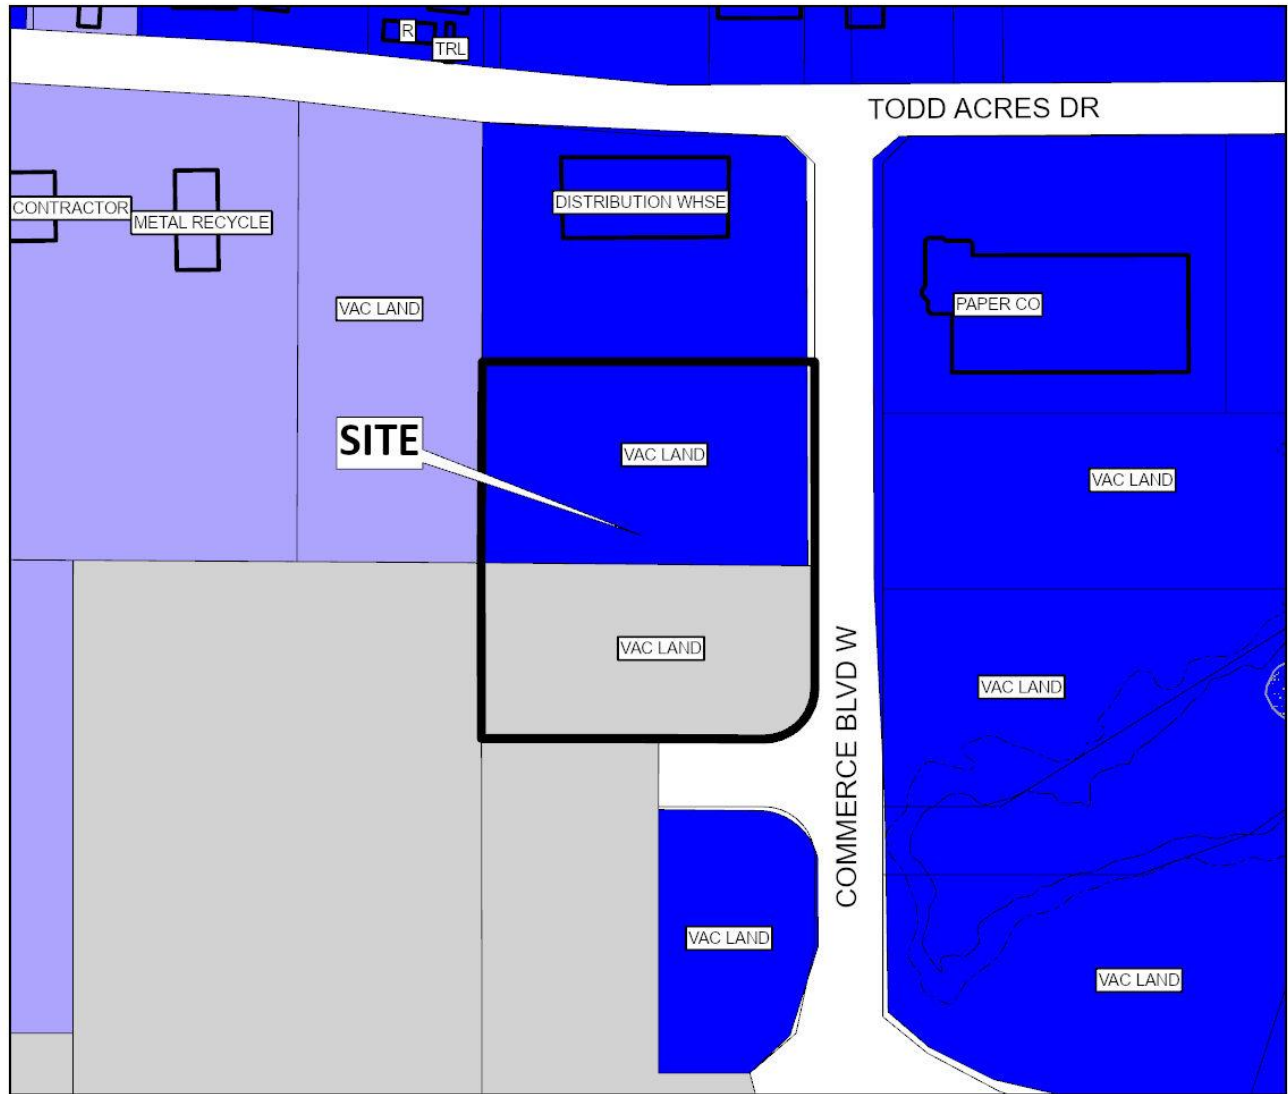 R
TRL
TODD ACRES DR
CONTRACTOR
METAL RECYCLE
DISTRIBUTION WHSE
VAC LAND
PAPER CO
SITE
VAC LAND
VAC LAND
VAC LAND
VAC LAND
COMMERCE BLVD W
VAC LAND
VAC LAND